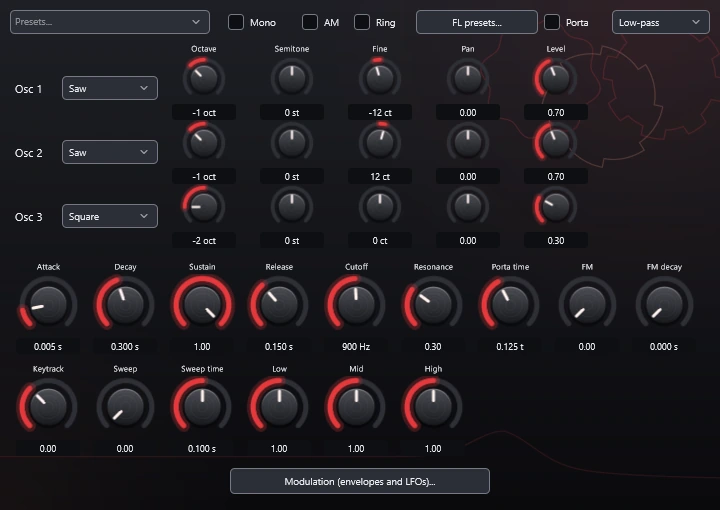 Presets... Mono AM Ring FL presets... Porta Low-pass
Octave Semitone Fine Pan Level
Osc 1 Saw
-1 oct 0 st -12 ct 0.00 0.70
Osc 2 Saw
-1 oct 0 st 12 ct 0.00 0.70
Osc 3 Square
-2 oct 0 st 0 ct 0.00 0.30
Attack Decay Sustain Release Cutoff Resonance Porta time FM FM decay
0.005 s 0.300 s 1.00 0.150 s 900 Hz 0.30 0.125 t 0.00 0.000 s
Keytrack Sweep Sweep time Low Mid High
0.00 0.00 0.100 s 1.00 1.00 1.00
Modulation (envelopes and LFOs)...